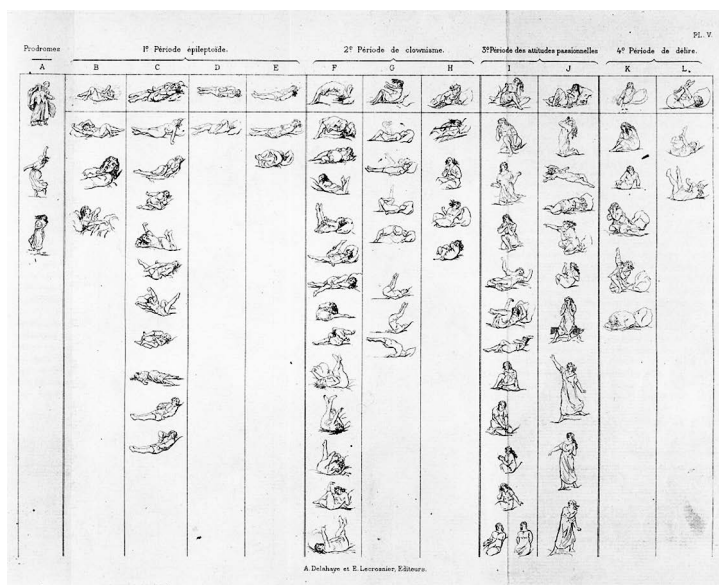 PL. V.
Prodromes
1ᵉ Période épileptoïde.
2ᵉ Période de clownisme.
3ᵉ Période des attitudes passionnelles
4ᵉ Période de délire.
A B C D E F G H I J K L.
A. Delahaye et E. Lecrosnier, Editeurs.